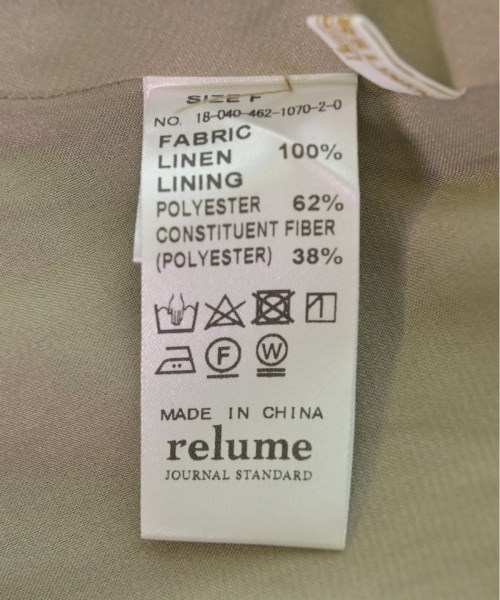 SIZE F
NO. 18-040-462-1070-2-0
FABRIC
LINEN 100%
LINING
POLYESTER 62%
CONSTITUENT FIBER
(POLYESTER) 38%
F W
MADE IN CHINA
relume
JOURNAL STANDARD